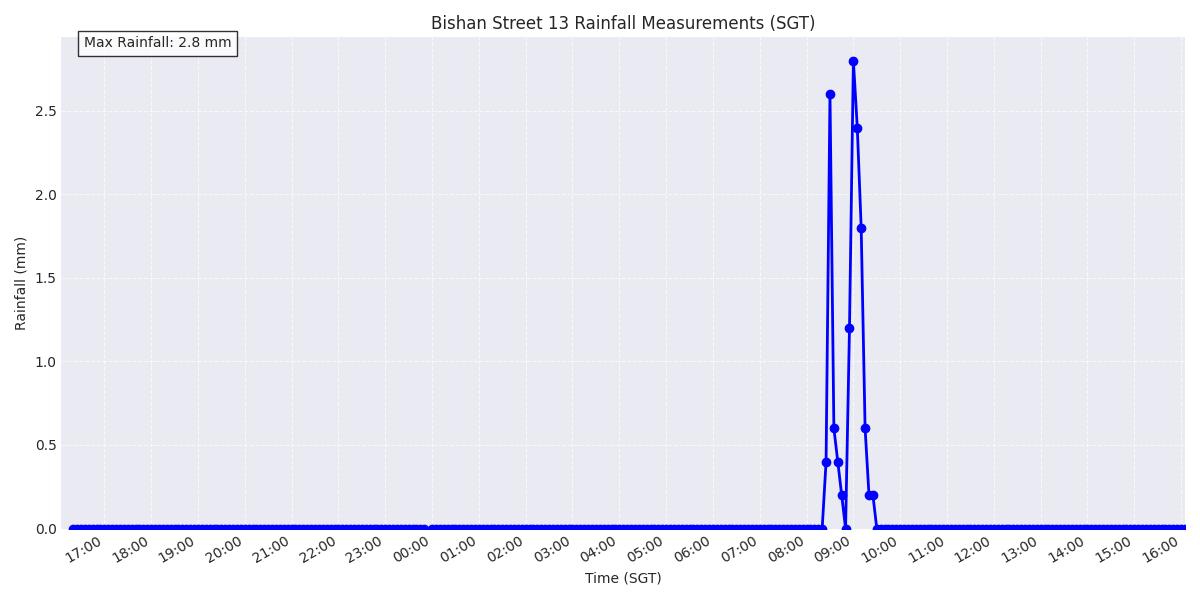 Bishan Street 13 Rainfall Measurements (SGT)
Max Rainfall: 2.8 mm
Rainfall (mm)
2.5
2.0
1.5
1.0
0.5
0.0
17:00 18:00 19:00 20:00 21:00 22:00 23:00 00:00 01:00 02:00 03:00 04:00 05:00 06:00 07:00 08:00 09:00 10:00 11:00 12:00 13:00 14:00 15:00 16:00
Time (SGT)